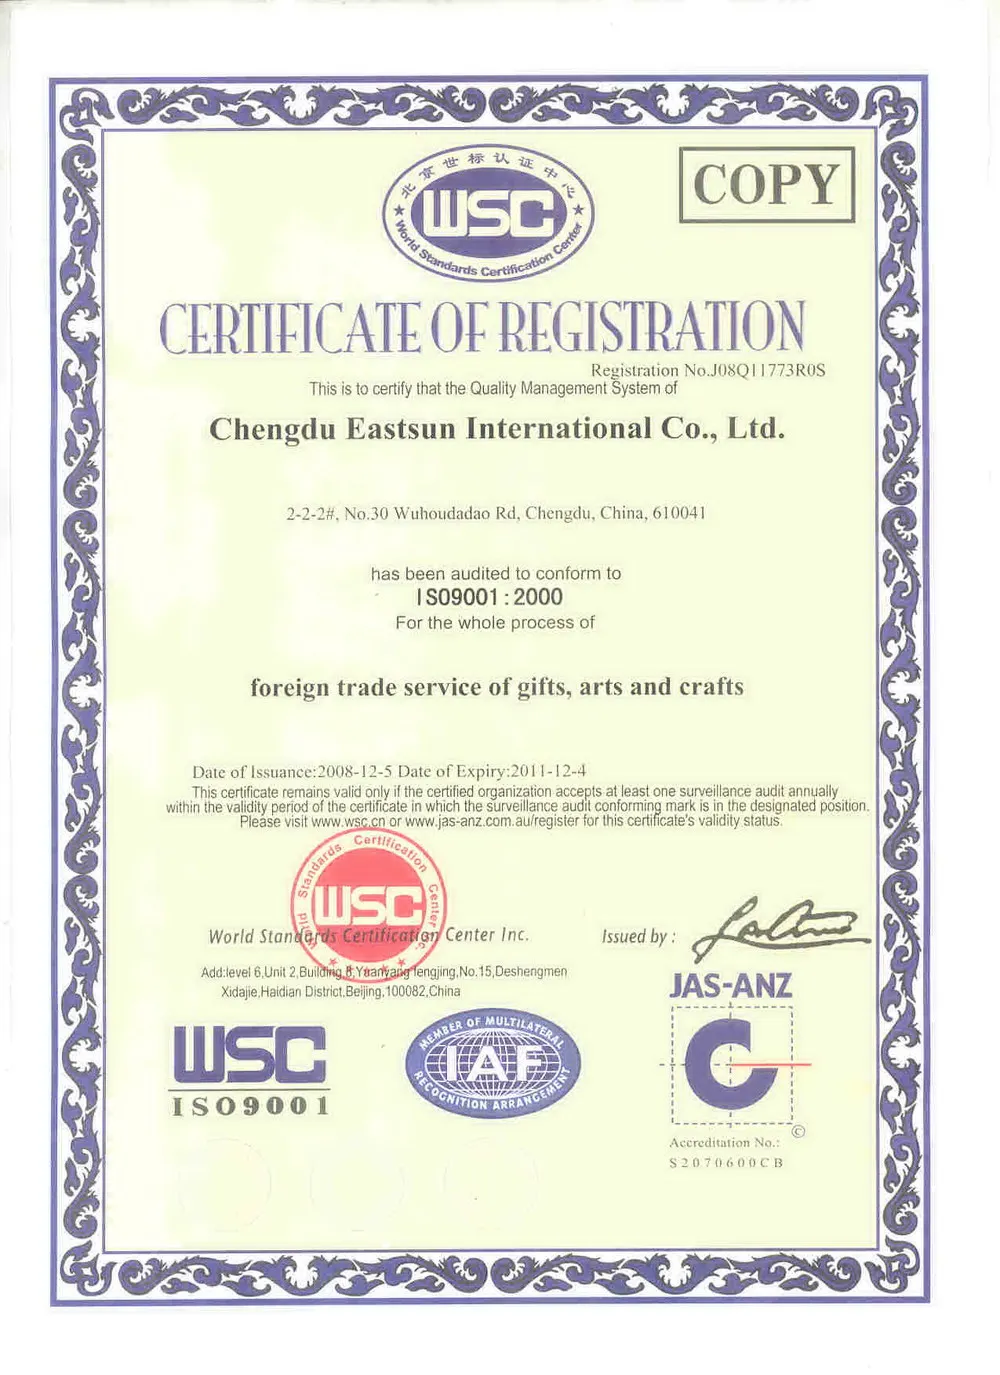 北京世标认证中心
WSC
World Standards Certification Center
COPY
CERTIFICATE OF REGISTRATION
Registration No.J08Q11773R0S
This is to certify that the Quality Management System of
Chengdu Eastsun International Co., Ltd.
2-2-2#, No.30 Wuhoudadao Rd, Chengdu, China, 610041
has been audited to conform to
ISO9001:2000
For the whole process of
foreign trade service of gifts, arts and crafts
Date of Issuance:2008-12-5 Date of Expiry:2011-12-4
This certificate remains valid only if the certified organization accepts at least one surveillance audit annually
within the validity period of the certificate in which the surveillance audit conforming mark is in the designated position.
Please visit www.wsc.cn or www.jas-anz.com.au/register for this certificate's validity status.
World Standards Certification Center Inc.
WSC
World Standards Certification Center Inc.
Issued by :
Add:level 6,Unit 2,Building 8,Yuanyang fengjing,No.15,Deshengmen
Xidajie,Haidian District,Beijing,100082,China
WSC
ISO9001
MEMBER OF MULTILATERAL
IAF
RECOGNITION ARRANGEMENT
JAS-ANZ
©
Accreditation No.:
S2070600CB